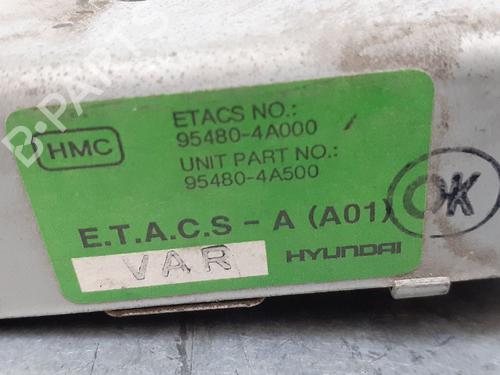 B-PARTS
HMC
ETACS NO.:
95480-4A000
UNIT PART NO.:
95480-4A500
E.T.A.C.S - A (A01)
OK
VAR
HYUNDAI